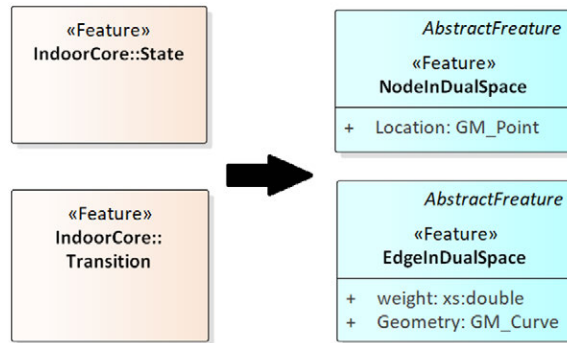 «Feature»
IndoorCore::State
«Feature»
IndoorCore::
Transition
AbstractFreature
«Feature»
NodeInDualSpace
+ Location: GM_Point
AbstractFreature
«Feature»
EdgeInDualSpace
+ weight: xs:double
+ Geometry: GM_Curve